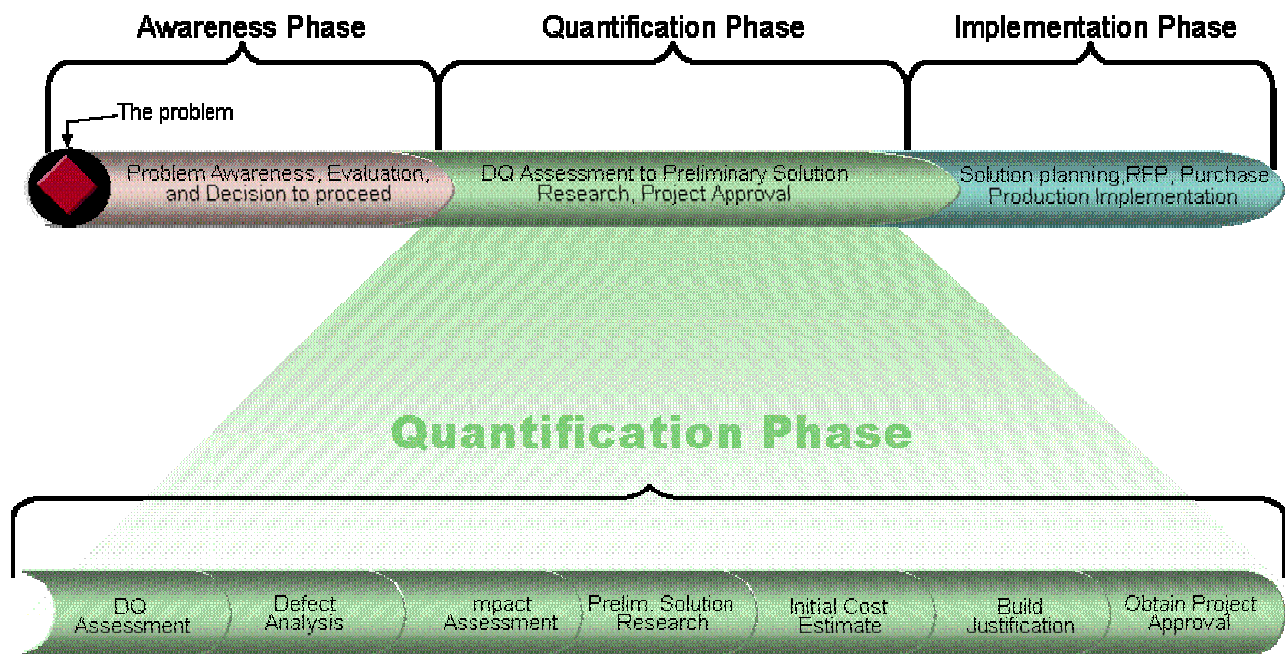 Awareness Phase
Quantification Phase
Implementation Phase
The problem
Problem Awareness, Evaluation,
and Decision to proceed
DQ Assessment to Preliminary Solution
Research, Project Approval
Solution planning,RFP, Purchase
Production Implementation
Quantification Phase
DQ
Assessment
Defect
Analysis
mpact
Assessment
Prelim. Solution
Research
Initial Cost
Estimate
Build
Justification
Obtain Project
Approval